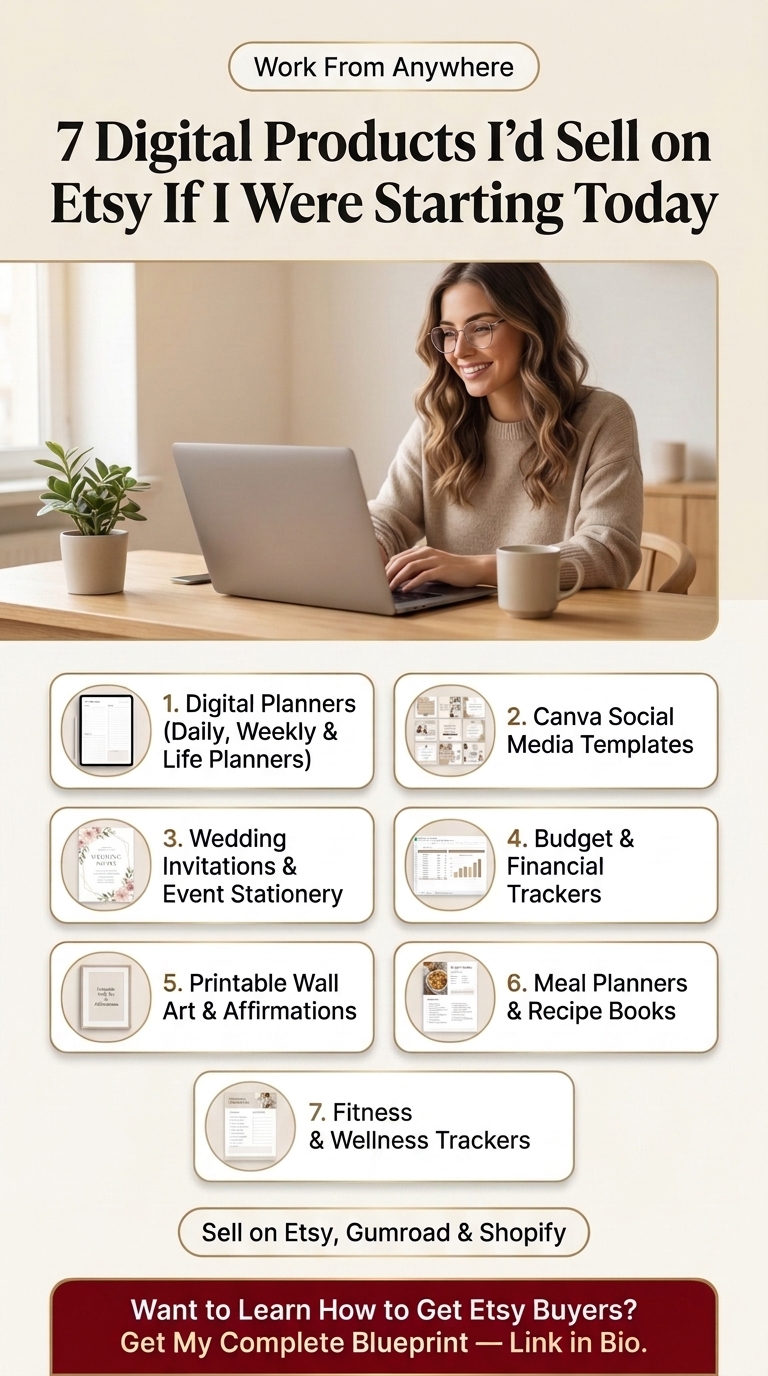 Work From Anywhere
7 Digital Products I'd Sell on
Etsy If I Were Starting Today
1. Digital Planners
(Daily, Weekly &
Life Planners)
2. Canva Social
Media Templates
3. Wedding
Invitations &
Event Stationery
4. Budget &
Financial
Trackers
5. Printable Wall
Art & Affirmations
6. Meal Planners
& Recipe Books
7. Fitness
& Wellness Trackers
Sell on Etsy, Gumroad & Shopify
Want to Learn How to Get Etsy Buyers?
Get My Complete Blueprint — Link in Bio.